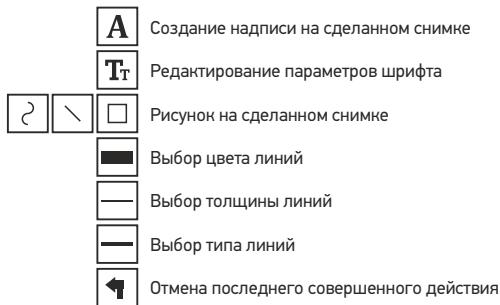 A Создание надписи на сделанном снимке
Tт Редактирование параметров шрифта
Рисунок на сделанном снимке
Выбор цвета линий
Выбор толщины линий
Выбор типа линий
Отмена последнего совершенного действия